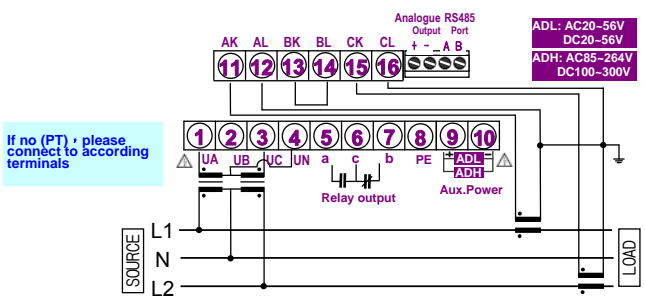 Analogue RS485
Output Port
+ - A B
AK AL BK BL CK CL
11 12 13 14 15 16
ADL: AC20~56V
DC20~56V
ADH: AC85~264V
DC100~300V
If no (PT), please
connect to according
terminals
1 2 3 4 5 6 7 8 9 10
UA UB UC UN a c b PE + ADL -
ADH
Relay output
Aux.Power
SOURCE
L1
N
L2
LOAD